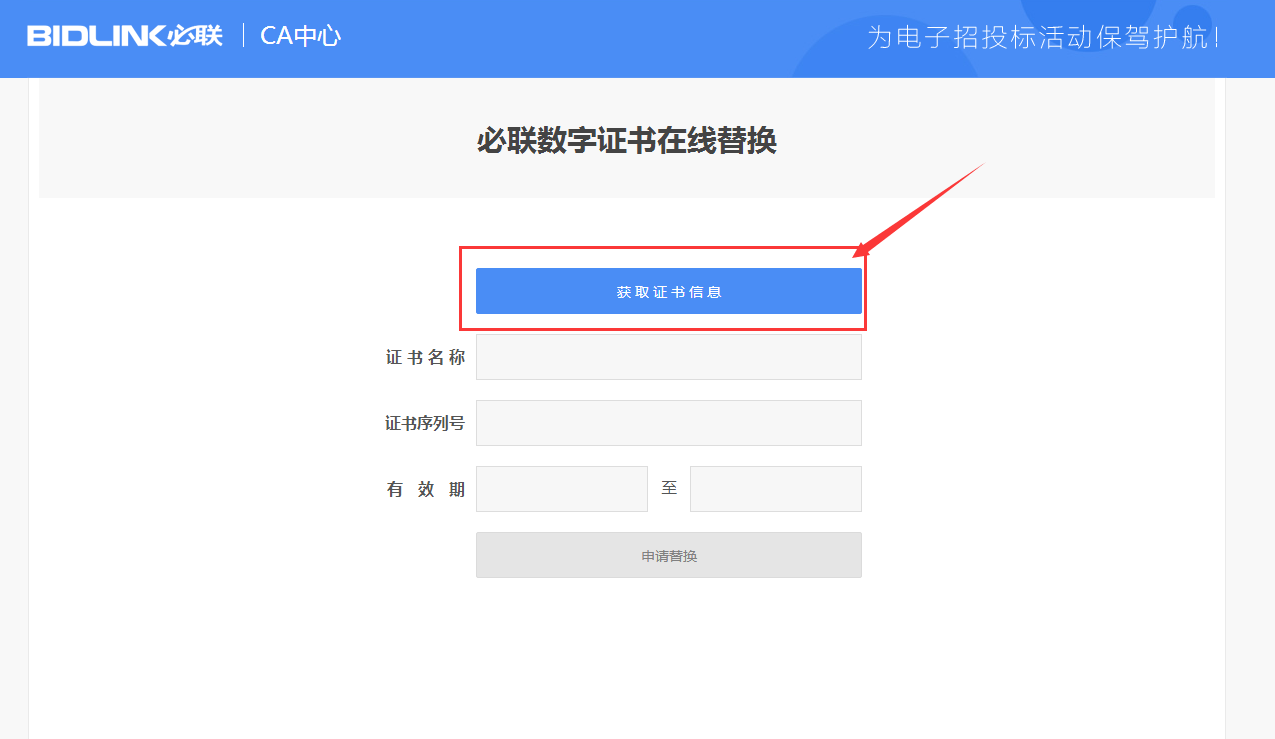 BIDLINK必联 CA中心
为电子招投标活动保驾护航！
必联数字证书在线替换
获取证书信息
证书名称
证书序列号
有效期 至
申请替换